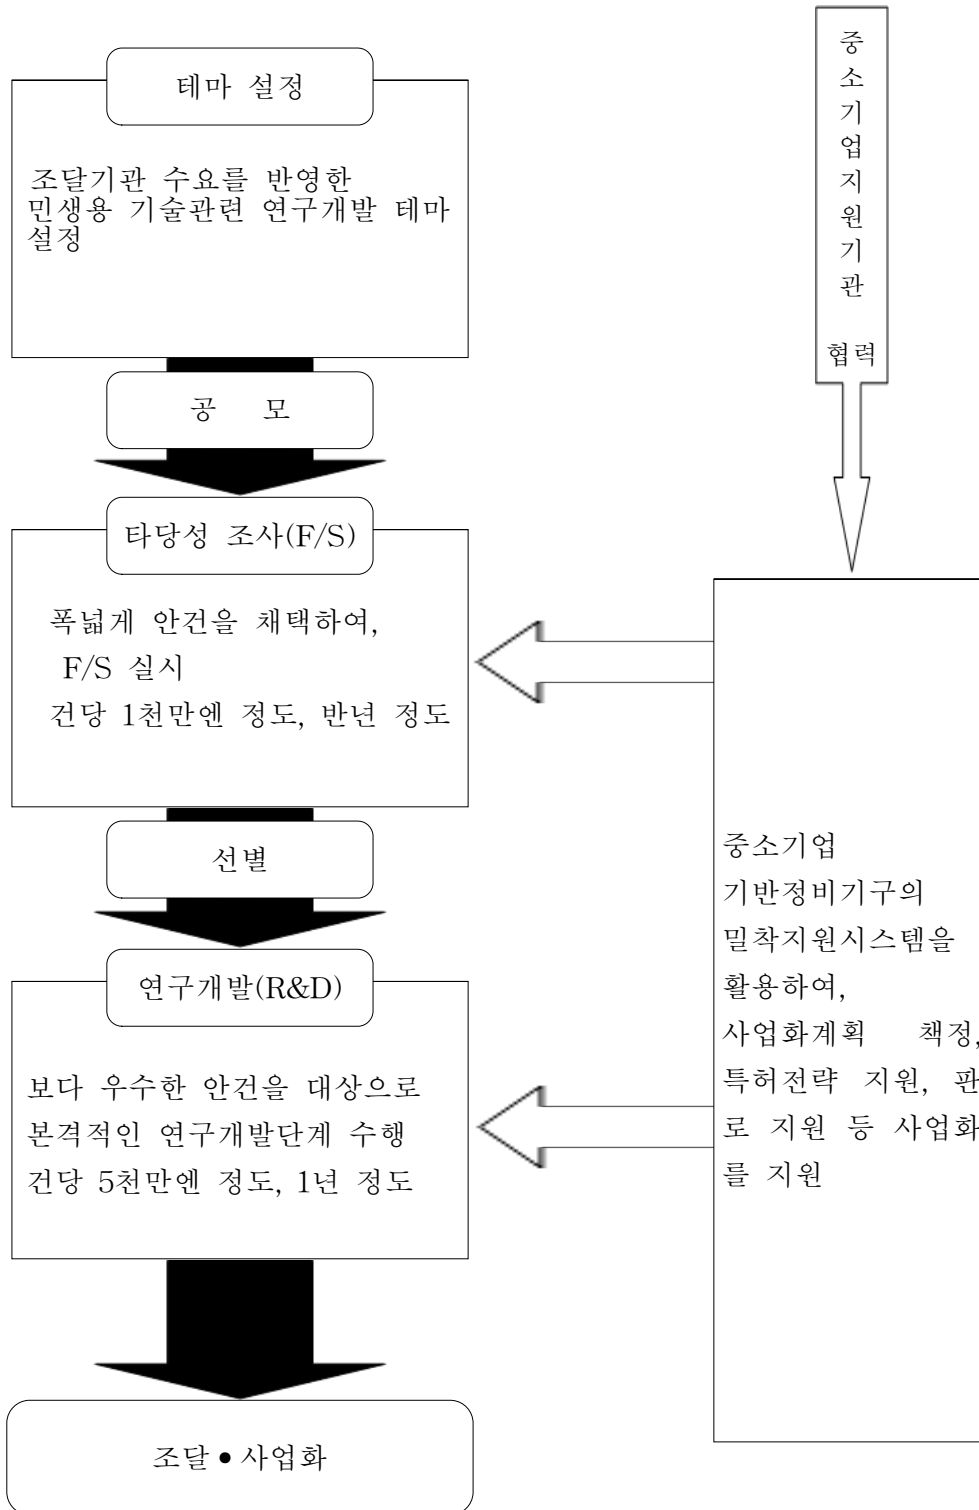 테마 설정
조달기관 수요를 반영한
민생용 기술관련 연구개발 테마
설정
공 모
타당성 조사(F/S)
폭넓게 안건을 채택하여,
F/S 실시
건당 1천만엔 정도, 반년 정도
선별
연구개발(R&D)
보다 우수한 안건을 대상으로
본격적인 연구개발단계 수행
건당 5천만엔 정도, 1년 정도
조달●사업화
중
소
기
업
지
원
기
관
협력
중소기업
기반정비기구의
밀착지원시스템을
활용하여,
사업화계획 책정,
특허전략 지원, 판
로 지원 등 사업화
를 지원